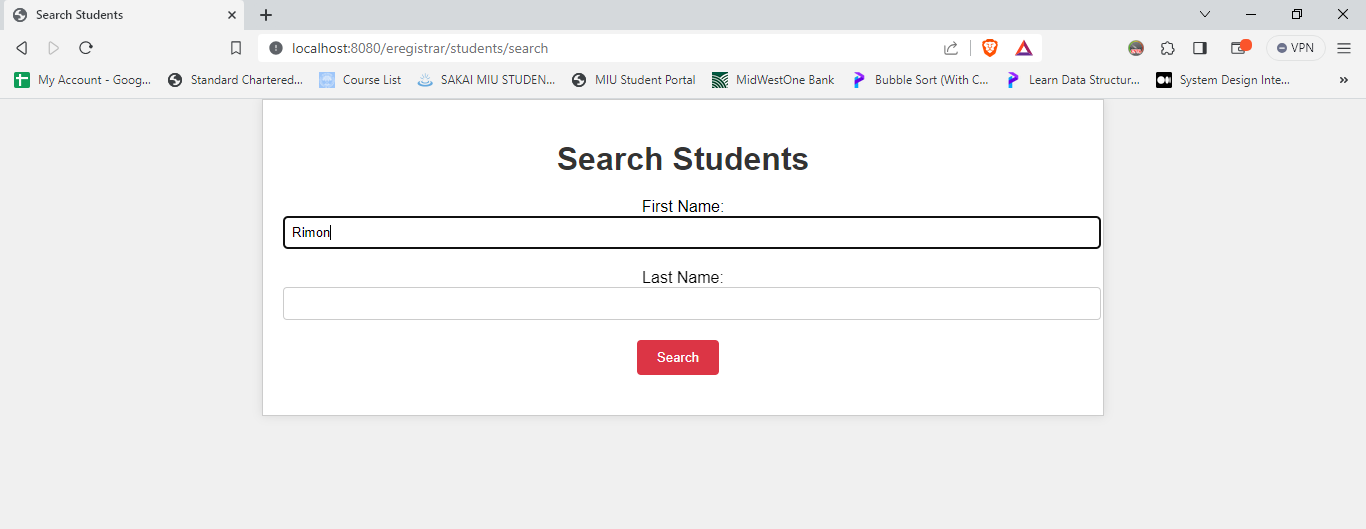 Search Students
localhost:8080/eregistrar/students/search
VPN
My Account - Goog...
Standard Chartered...
Course List
SAKAI MIU STUDEN...
MIU Student Portal
MidWestOne Bank
Bubble Sort (With C...
Learn Data Structur...
System Design Inte...
Search Students
First Name:
Rimon
Last Name:
Search